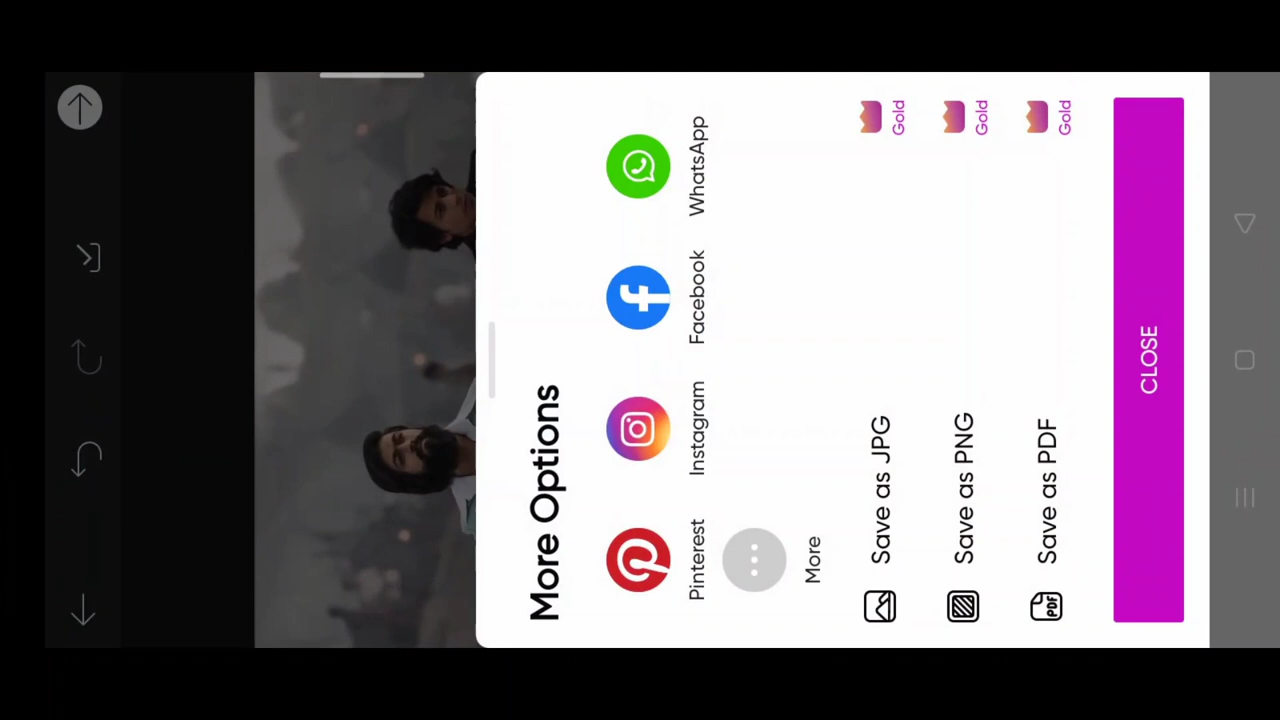 More Options
Pinterest
Instagram
Facebook
WhatsApp
More
Save as JPG
Gold
Save as PNG
Gold
PDF
Save as PDF
Gold
CLOSE